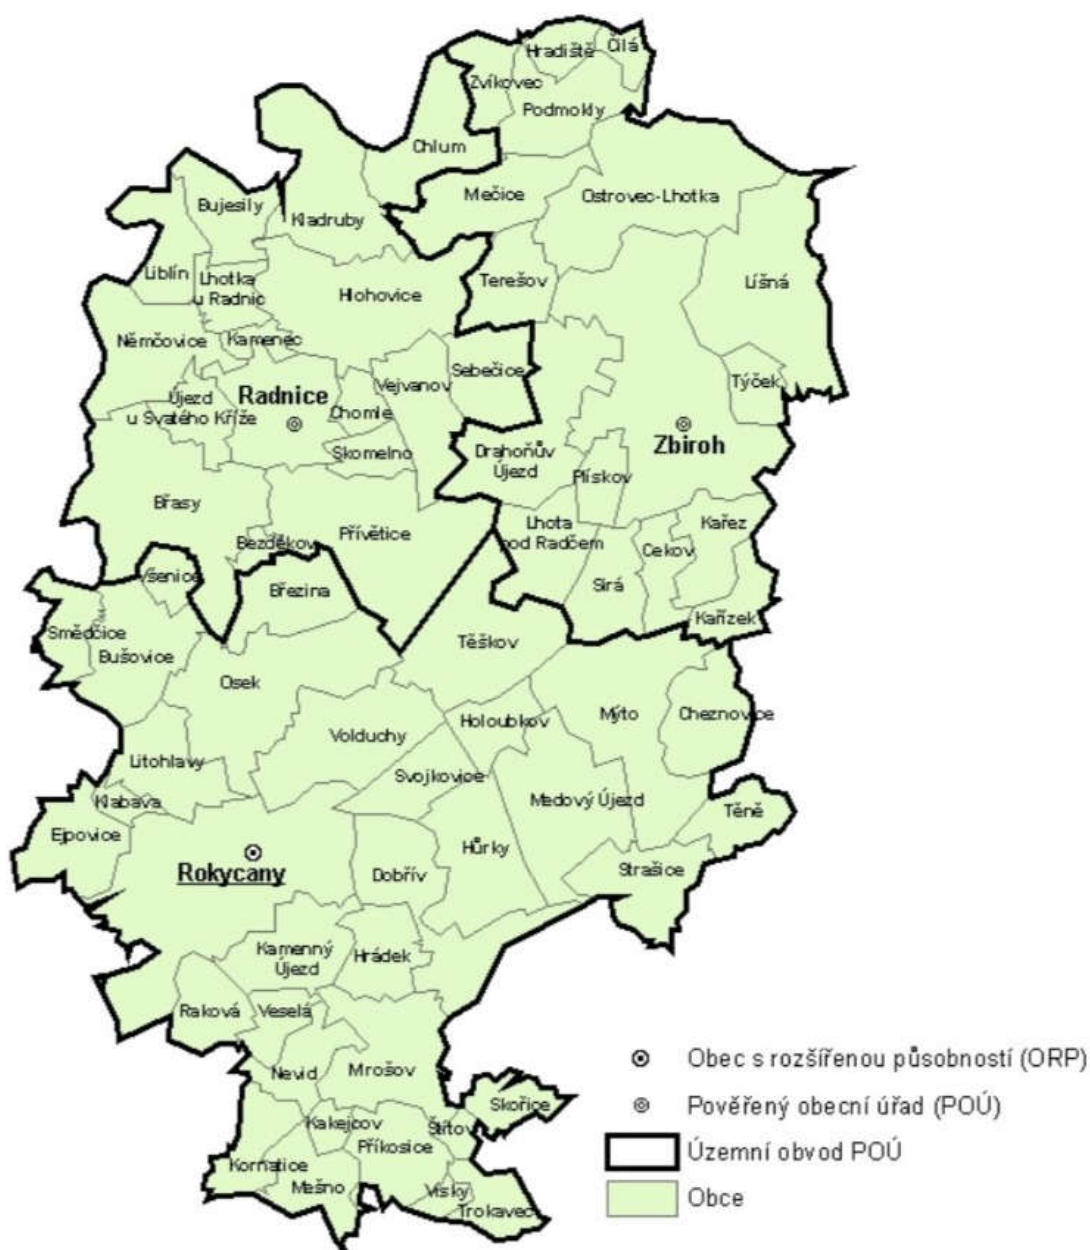 Hradiště
Čilá
Zvíkovec
Podmokly
Chlum
Mečice
Ostrovec-Lhotka
Bujesily
Kladruby
Liblín
Lhotka
u Radnic
Hlohovice
Terešov
Líšná
Němčovice
Kamenec
Sebečice
Vejvanov
Týček
Újezd
u Svatého Kříže
Radnice
Chomle
Skomelno
Drahoňův
Újezd
Zbiroh
Plískov
Břasy
Přívětice
Bezděkov
Lhota
pod Radčem
Kařez
Cekov
Sirá
Kařízek
Všenice
Březina
Smědčice
Bušovice
Těškov
Osek
Holoubkov
Mýto
Cheznovice
Volduchy
Litohlavy
Svojkovice
Medový Újezd
Klabava
Těně
Ejpovice
Hůrky
Rokycany
Dobřív
Strašice
Kamenný
Újezd
Hrádek
Raková
Veselá
Nevid
Mrošov
Skořice
Kakejcov
Štítov
Příkosice
Kornatice
Mešno
Vísky
Trokavec
Obec s rozšířenou působností (ORP)
Pověřený obecní úřad (POÚ)
Územní obvod POÚ
Obce